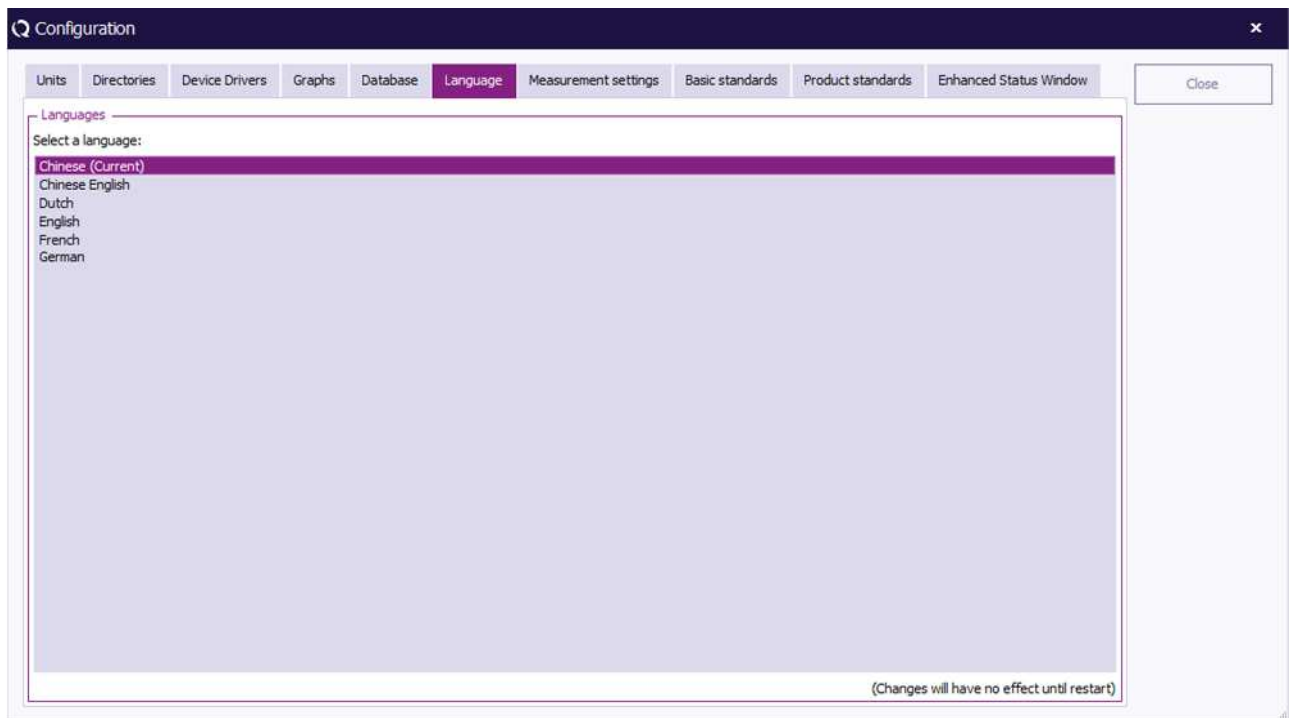 Configuration
Units Directories Device Drivers Graphs Database Language Measurement settings Basic standards Product standards Enhanced Status Window Close
Languages
Select a language:
Chinese (Current)
Chinese English
Dutch
English
French
German
(Changes will have no effect until restart)